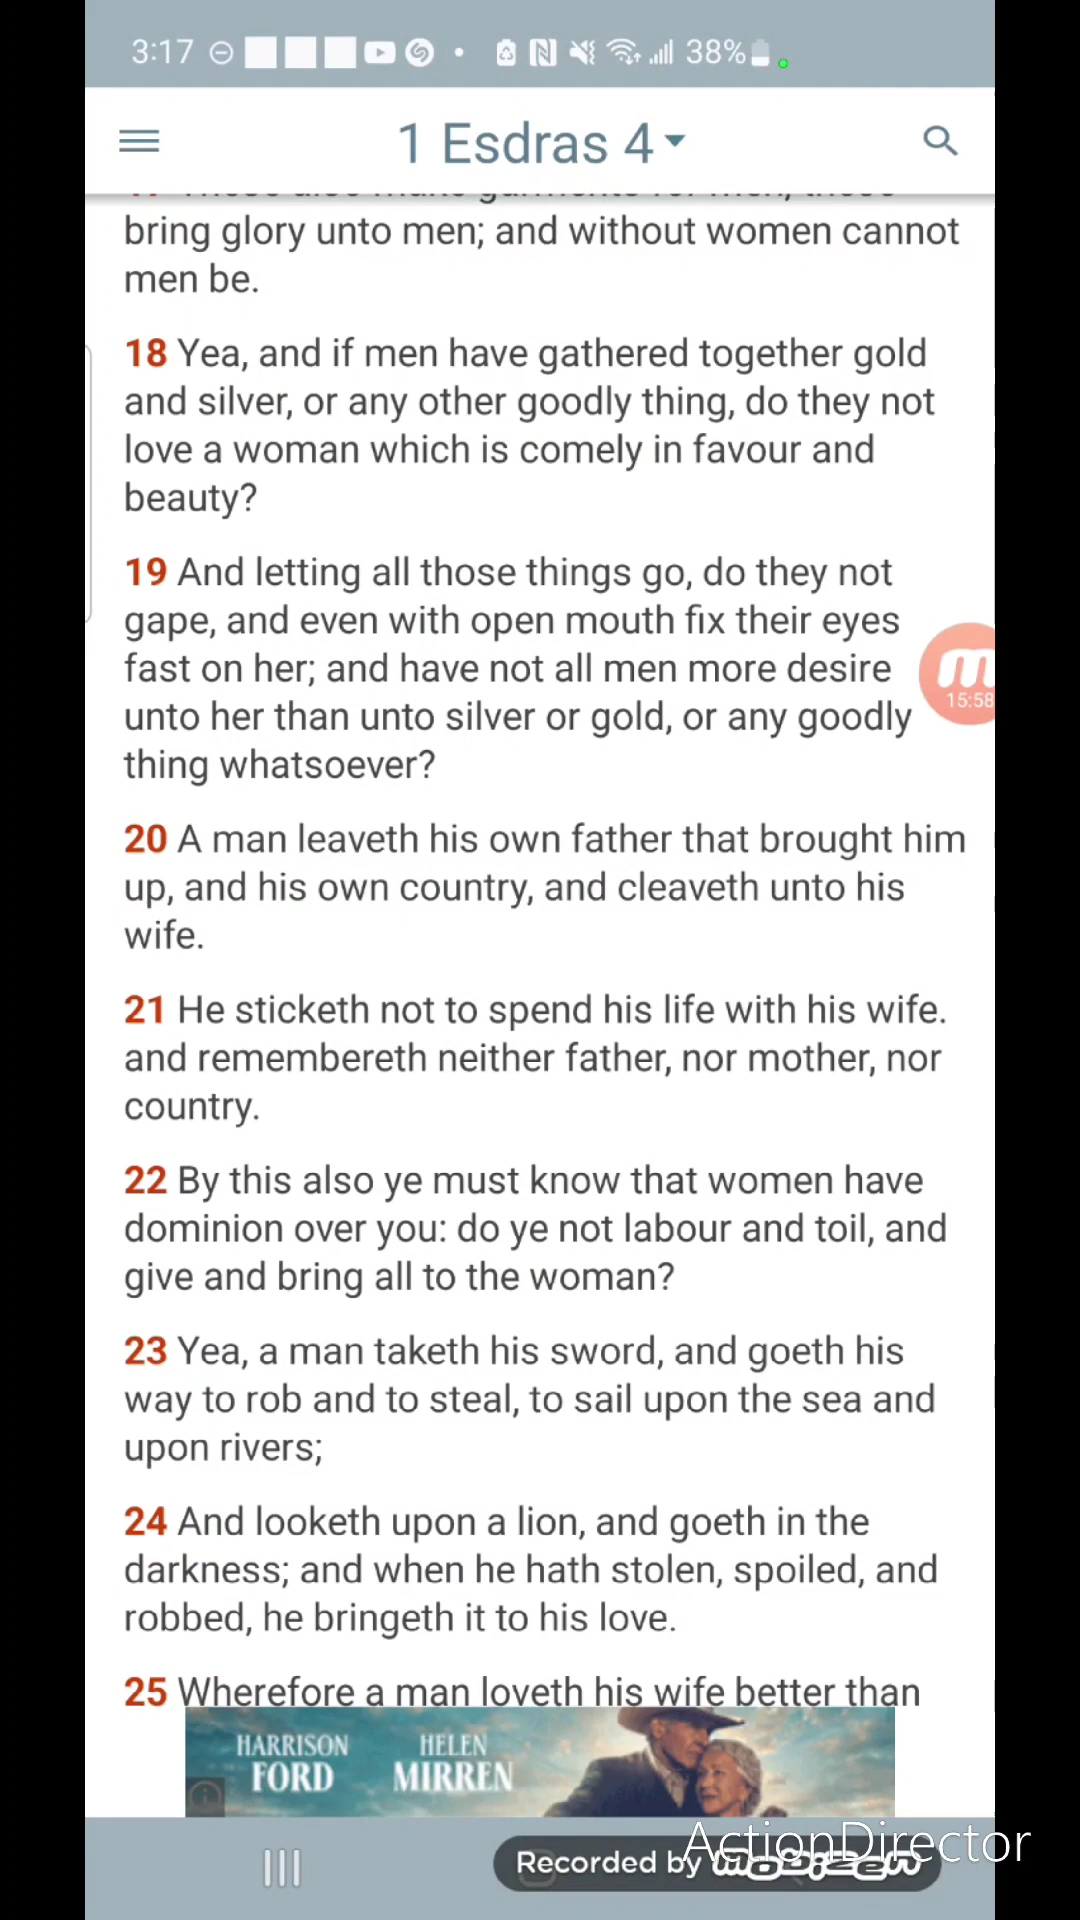 3:17
38%
1 Esdras 4
bring glory unto men; and without women cannot
men be.
18 Yea, and if men have gathered together gold
and silver, or any other goodly thing, do they not
love a woman which is comely in favour and
beauty?
19 And letting all those things go, do they not
gape, and even with open mouth fix their eyes
fast on her; and have not all men more desire
unto her than unto silver or gold, or any goodly
thing whatsoever?
15:58
20 A man leaveth his own father that brought him
up, and his own country, and cleaveth unto his
wife.
21 He sticketh not to spend his life with his wife.
and remembereth neither father, nor mother, nor
country.
22 By this also ye must know that women have
dominion over you: do ye not labour and toil, and
give and bring all to the woman?
23 Yea, a man taketh his sword, and goeth his
way to rob and to steal, to sail upon the sea and
upon rivers;
24 And looketh upon a lion, and goeth in the
darkness; and when he hath stolen, spoiled, and
robbed, he bringeth it to his love.
25 Wherefore a man loveth his wife better than
HARRISON FORD
HELEN MIRREN
ActionDirector
Recorded by mobizen